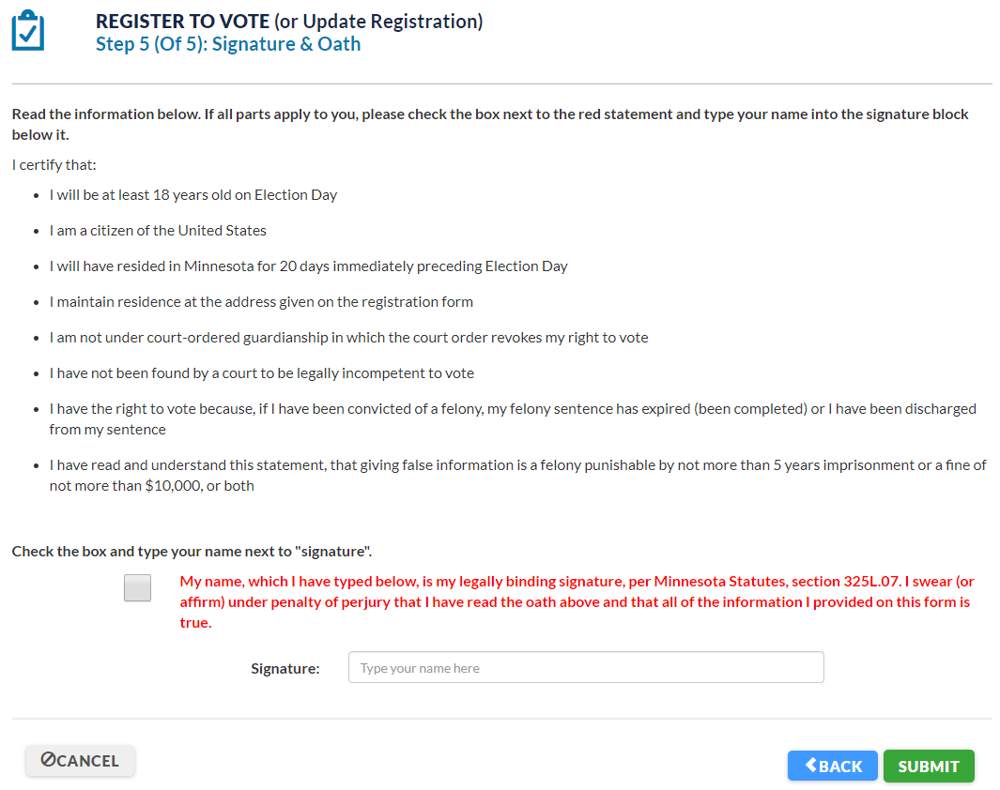 REGISTER TO VOTE (or Update Registration)
Step 5 (Of 5): Signature & Oath
Read the information below. If all parts apply to you, please check the box next to the red statement and type your name into the signature block
below it.
I certify that:
• I will be at least 18 years old on Election Day
• I am a citizen of the United States
• I will have resided in Minnesota for 20 days immediately preceding Election Day
• I maintain residence at the address given on the registration form
• I am not under court-ordered guardianship in which the court order revokes my right to vote
• I have not been found by a court to be legally incompetent to vote
• I have the right to vote because, if I have been convicted of a felony, my felony sentence has expired (been completed) or I have been discharged
from my sentence
• I have read and understand this statement, that giving false information is a felony punishable by not more than 5 years imprisonment or a fine of
not more than $10,000, or both
Check the box and type your name next to "signature".
My name, which I have typed below, is my legally binding signature, per Minnesota Statutes, section 325L.07. I swear (or
affirm) under penalty of perjury that I have read the oath above and that all of the information I provided on this form is
true.
Signature: Type your name here
CANCEL
BACK
SUBMIT